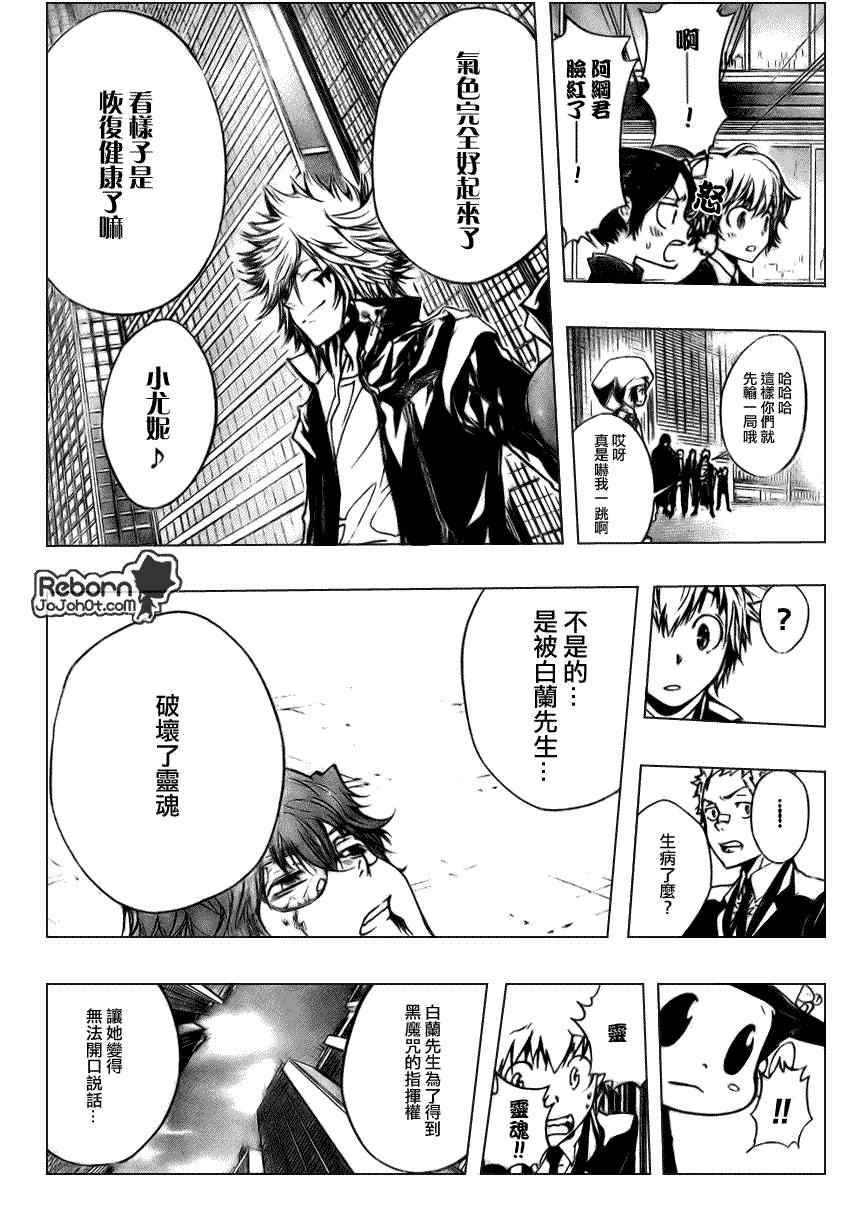 啊
——!
阿綱君
臉紅了——!
怒
氣色完全好起來了
看樣子是
恢復健康了嘛
小尤妮♪
哈哈哈
這樣你們就
先輸一局哦
哎呀
真是嚇我一跳啊
Reborn
JoJoHot.com
?
不是的…
是被白蘭先生…
破壞了靈魂
……
生病了麼?
!!
靈
靈魂!!
白蘭先生為了得到
黑魔咒的指揮權
讓她變得
無法開口説話…